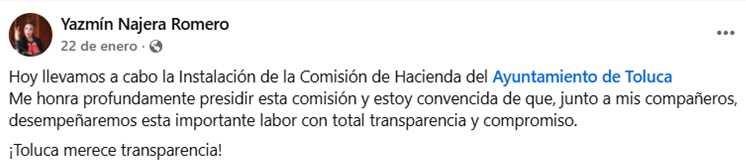 Yazmín Najera Romero
22 de enero ·
Hoy llevamos a cabo la Instalación de la Comisión de Hacienda del Ayuntamiento de Toluca
Me honra profundamente presidir esta comisión y estoy convencida de que, junto a mis compañeros,
desempeñaremos esta importante labor con total transparencia y compromiso.
¡Toluca merece transparencia!